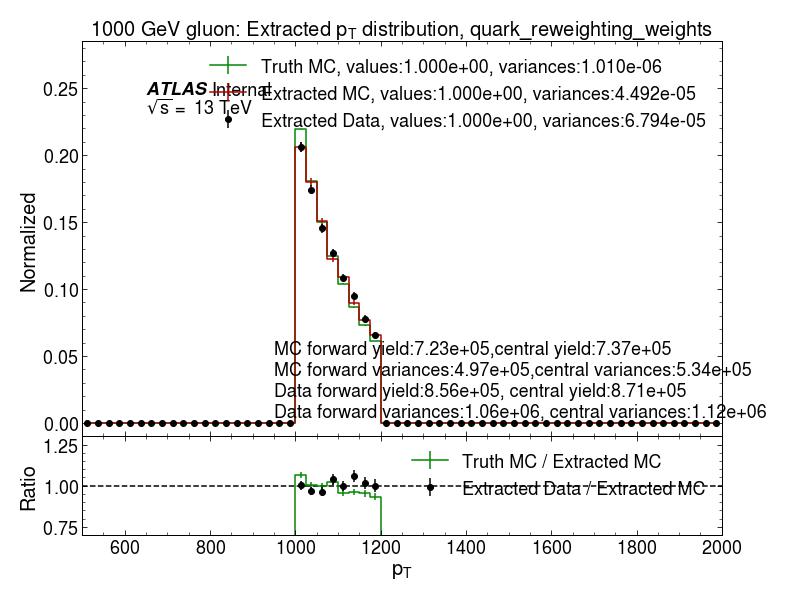 1000 GeV gluon: Extracted pT distribution, quark_reweighting_weights
Truth MC, values:1.000e+00, variances:1.010e-06
ATLAS Internal
Extracted MC, values:1.000e+00, variances:4.492e-05
√s = 13 TeV
Extracted Data, values:1.000e+00, variances:6.794e-05
0.25
0.20
0.15
0.10
0.05
0.00
Normalized
MC forward yield:7.23e+05,central yield:7.37e+05
MC forward variances:4.97e+05,central variances:5.34e+05
Data forward yield:8.56e+05, central yield:8.71e+05
Data forward variances:1.06e+06, central variances:1.12e+06
1.25
1.00
0.75
Ratio
Truth MC / Extracted MC
Extracted Data / Extracted MC
600 800 1000 1200 1400 1600 1800 2000
pT